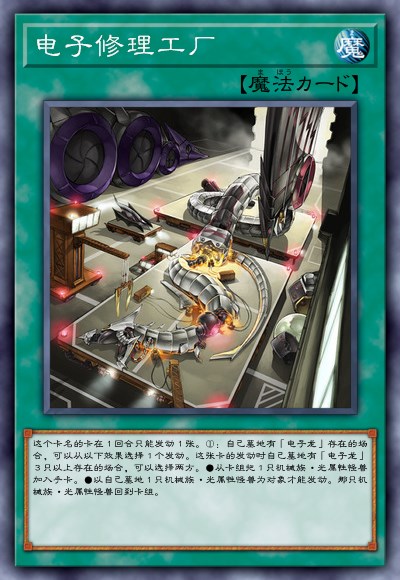 电子修理工厂
魔
【魔法カード】
ま ほう
这个卡名的卡在1回合只能发动1张。①：自己墓地有「电子龙」存在的场
合，可以从以下效果选择1个发动。这张卡的发动时自己墓地有「电子龙」
3只以上存在的场合，可以选择两方。●从卡组把1只机械族・光属性怪兽
加入手卡。●以自己墓地1只机械族・光属性怪兽为对象才能发动。那只机
械族・光属性怪兽回到卡组。